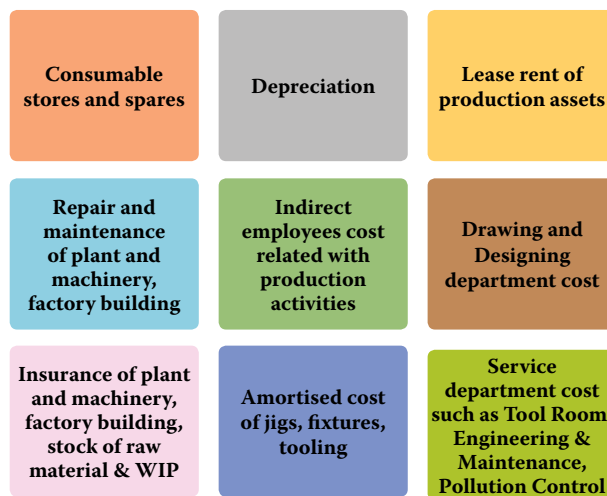 Consumable
stores and spares
Depreciation
Lease rent of
production assets
Repair and
maintenance
of plant and
machinery,
factory building
Indirect
employees cost
related with
production
activities
Drawing and
Designing
department cost
Insurance of plant
and machinery,
factory building,
stock of raw
material & WIP
Amortised cost
of jigs, fixtures,
tooling
Service
department cost
such as Tool Room
Engineering &
Maintenance,
Pollution Control